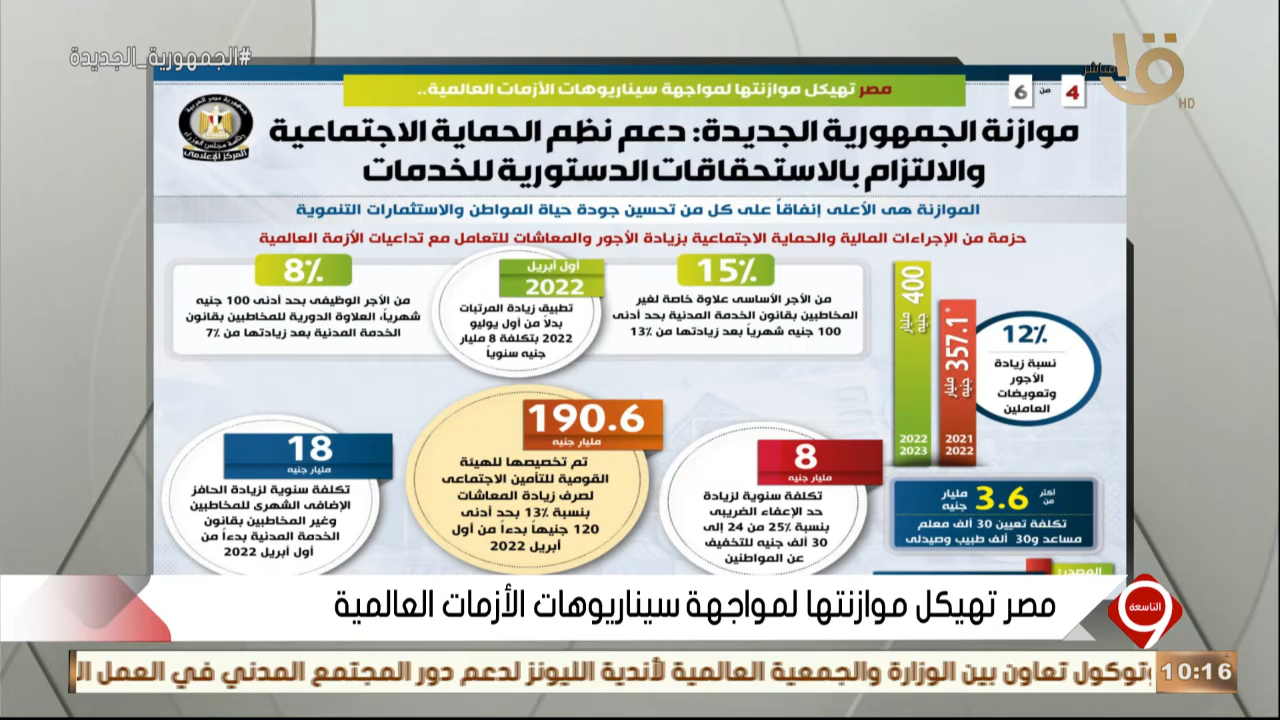 #الجمهورية_الجديدة
مباشر
HD
4 من 6
مصر تهيكل موازنتها لمواجهة سيناريوهات الأزمات العالمية..
موازنة الجمهورية الجديدة: دعم نظم الحماية الاجتماعية
والالتزام بالاستحقاقات الدستورية للخدمات
المركز الإعلامى
الموازنة هى الأعلى إنفاقاً على كل من تحسين جودة حياة المواطن والاستثمارات التنموية
حزمة من الإجراءات المالية والحماية الاجتماعية بزيادة الأجور والمعاشات للتعامل مع تداعيات الأزمة العالمية
12%
نسبة زيادة
الأجور
وتعويضات
العاملين
400 مليار جنيه
2022
2023
357.1* مليار جنيه
2021
2022
15%
من الأجر الأساسى علاوة خاصة لغير
المخاطبين بقانون الخدمة المدنية بحد أدنى
100 جنيه شهرياً بعد زيادتها من 13%
أول أبريل
2022
تطبيق زيادة المرتبات
بدلاً من أول يوليو
2022 بتكلفة 8 مليار
جنيه سنوياً
8%
من الأجر الوظيفى بحد أدنى 100 جنيه
شهرياً، العلاوة الدورية للمخاطبين بقانون
الخدمة المدنية بعد زيادتها من 7%
أكثر من 3.6 مليار جنيه
تكلفة تعيين 30 ألف معلم
مساعد و30 ألف طبيب وصيدلى
8
مليار جنيه
تكلفة سنوية لزيادة
حد الإعفاء الضريبى
بنسبة 25% من 24 إلى
30 ألف جنيه للتخفيف
عن المواطنين
190.6
مليار جنيه
تم تخصيصها للهيئة
القومية للتأمين الاجتماعى
لصرف زيادة المعاشات
بنسبة 13% بحد أدنى
120 جنيهاً بدءاً من أول
أبريل 2022
18
مليار جنيه
تكلفة سنوية لزيادة الحافز
الإضافى الشهرى للمخاطبين
وغير المخاطبين بقانون
الخدمة المدنية بدءاً من
أول أبريل 2022
المصدر:
التاسعة
مصر تهيكل موازنتها لمواجهة سيناريوهات الأزمات العالمية
10:16
وتوكول تعاون بين الوزارة والجمعية العالمية لأندية الليونز لدعم دور المجتمع المدني في العمل ال